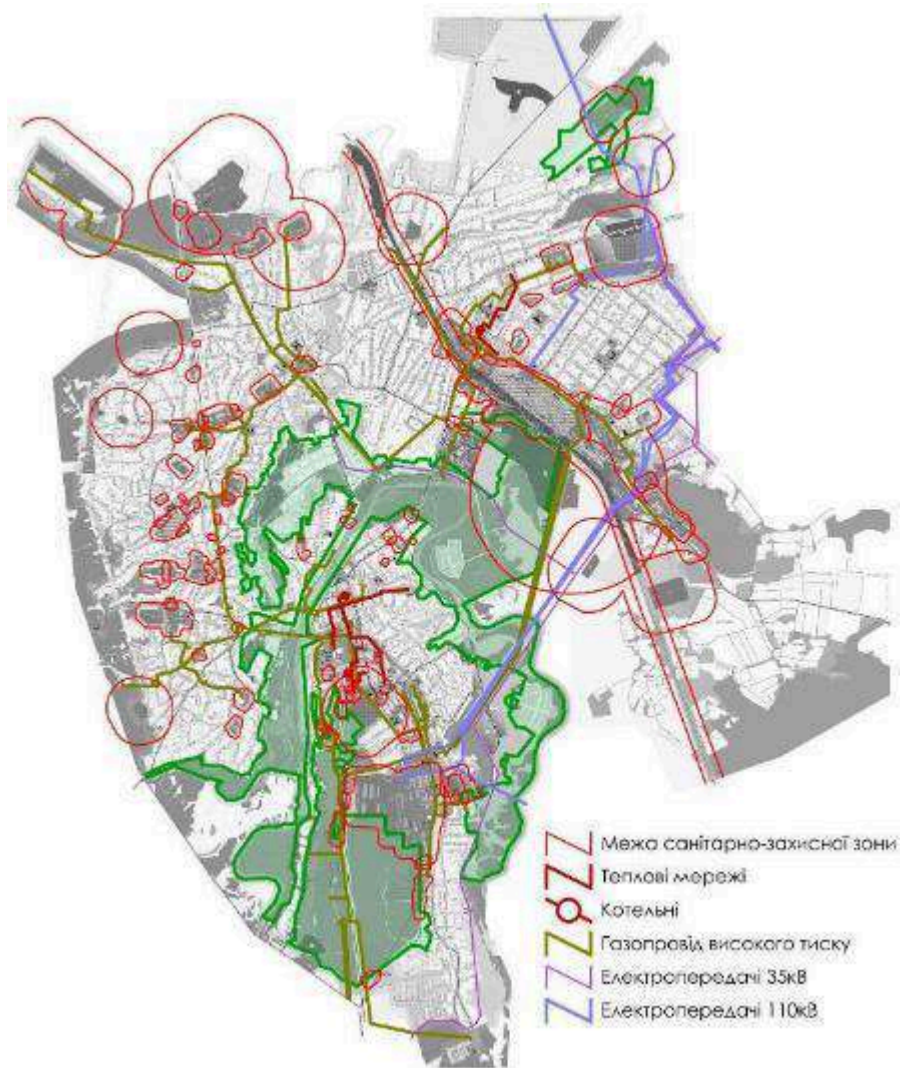 Межа санітарно-захисної зони
Теплові мережі
Котельні
Газопровід високого тиску
Електропередачі 35кВ
Електропередачі 110кВ